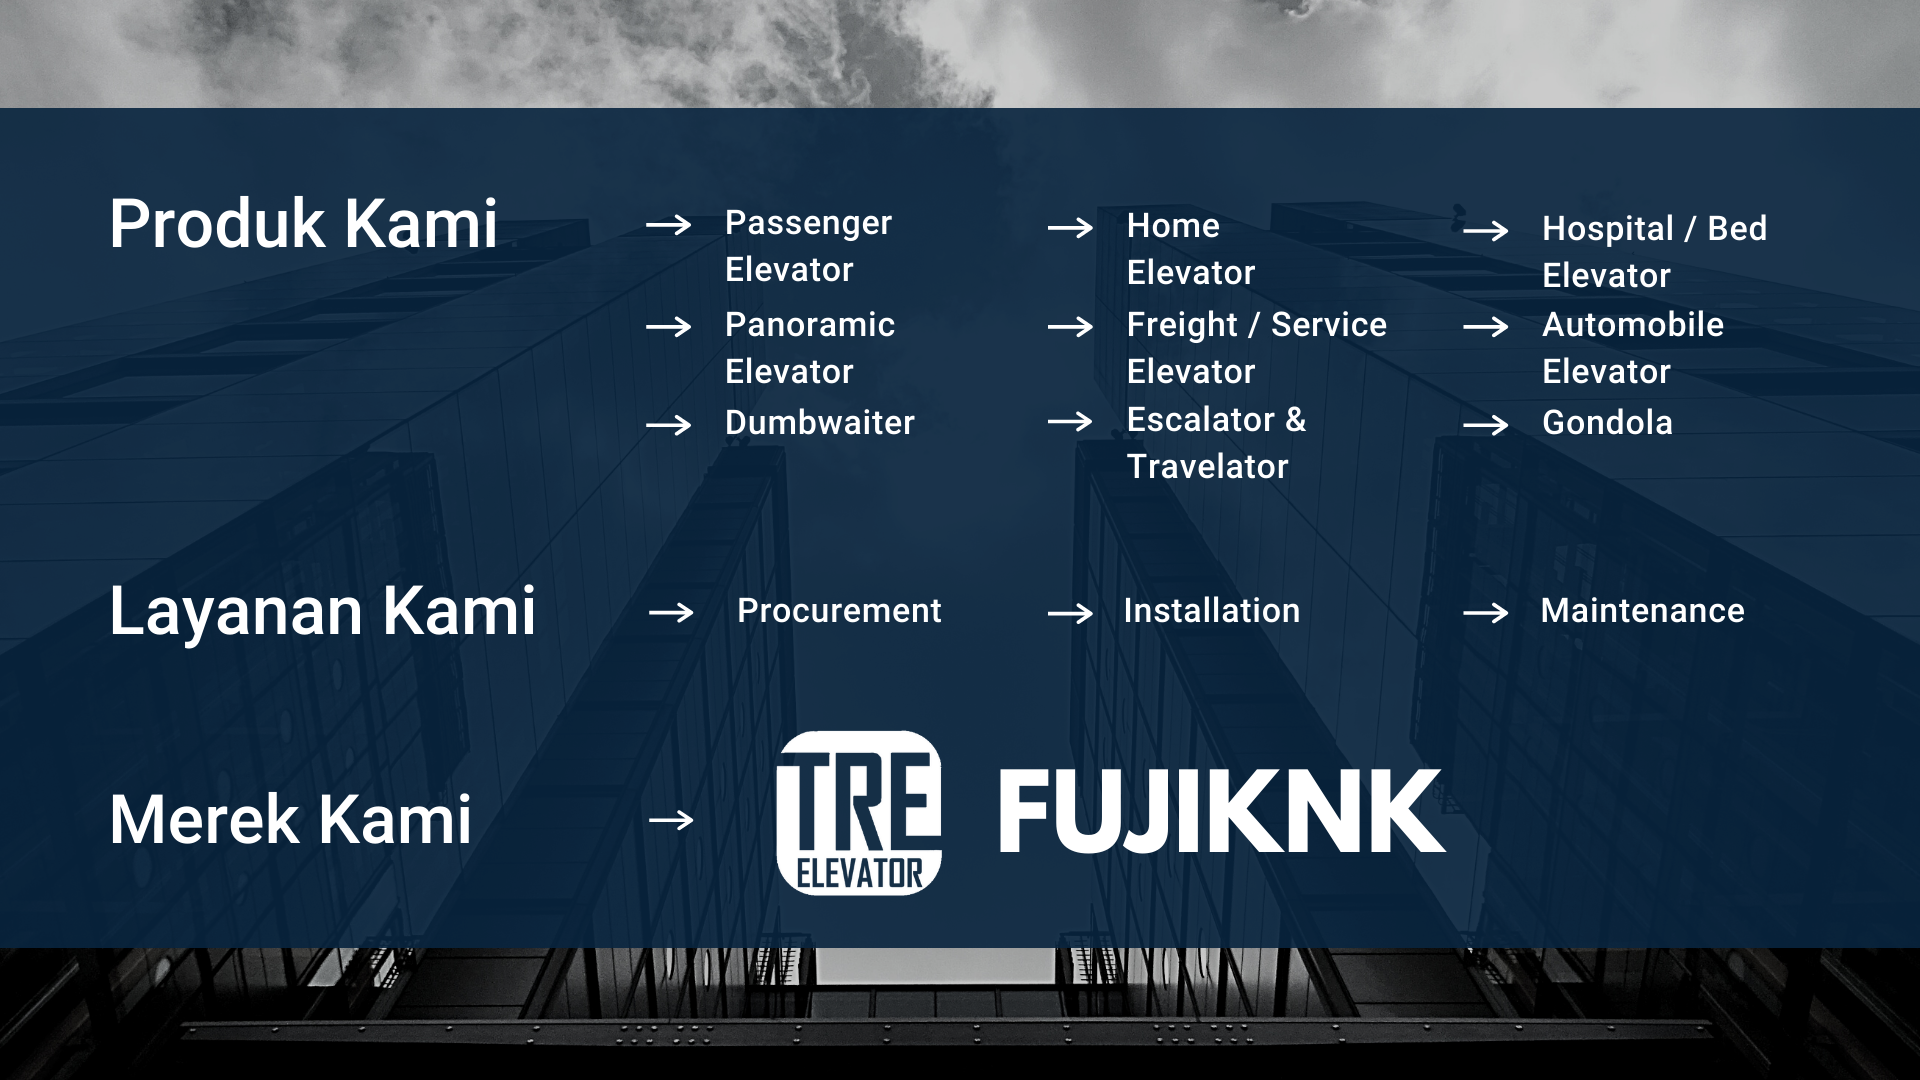 Produk Kami
Passenger
Elevator
Home
Elevator
Hospital / Bed
Elevator
Panoramic
Elevator
Freight / Service
Elevator
Automobile
Elevator
Dumbwaiter
Escalator &
Travelator
Gondola
Layanan Kami
Procurement
Installation
Maintenance
Merek Kami
TRE
ELEVATOR
FUJIKNK